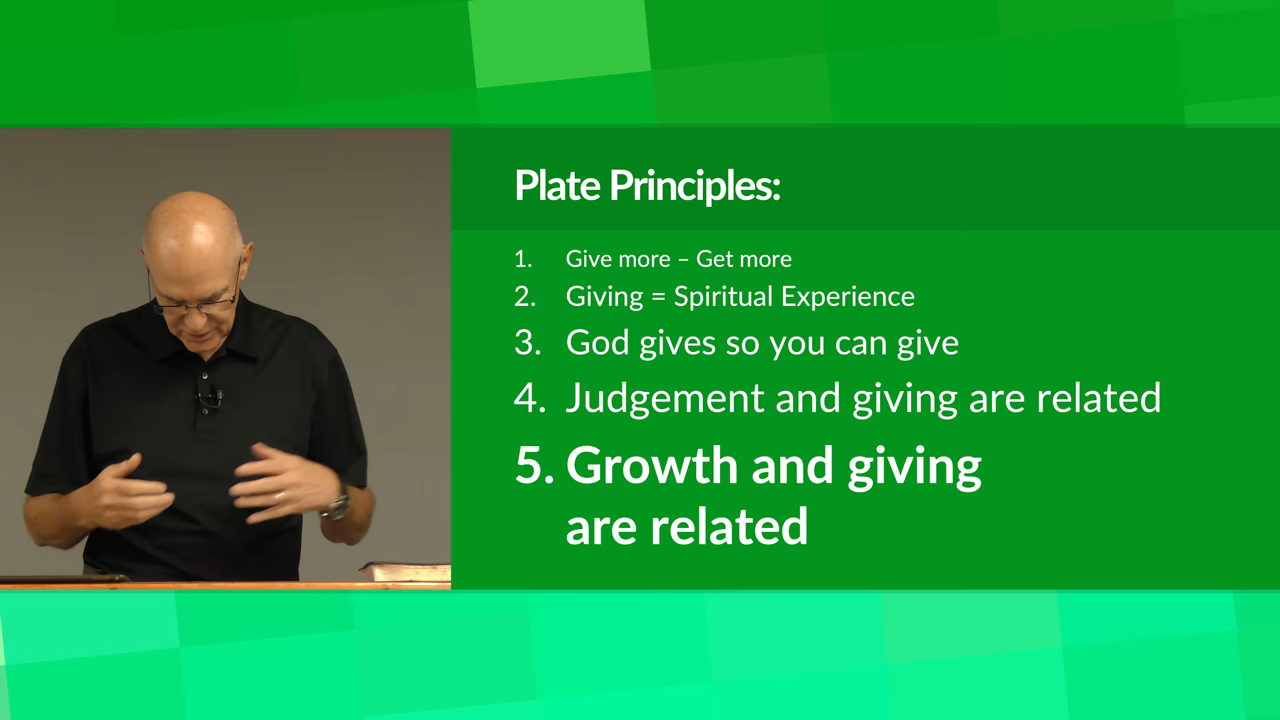 Plate Principles:
1. Give more – Get more
2. Giving = Spiritual Experience
3. God gives so you can give
4. Judgement and giving are related
5. Growth and giving
are related